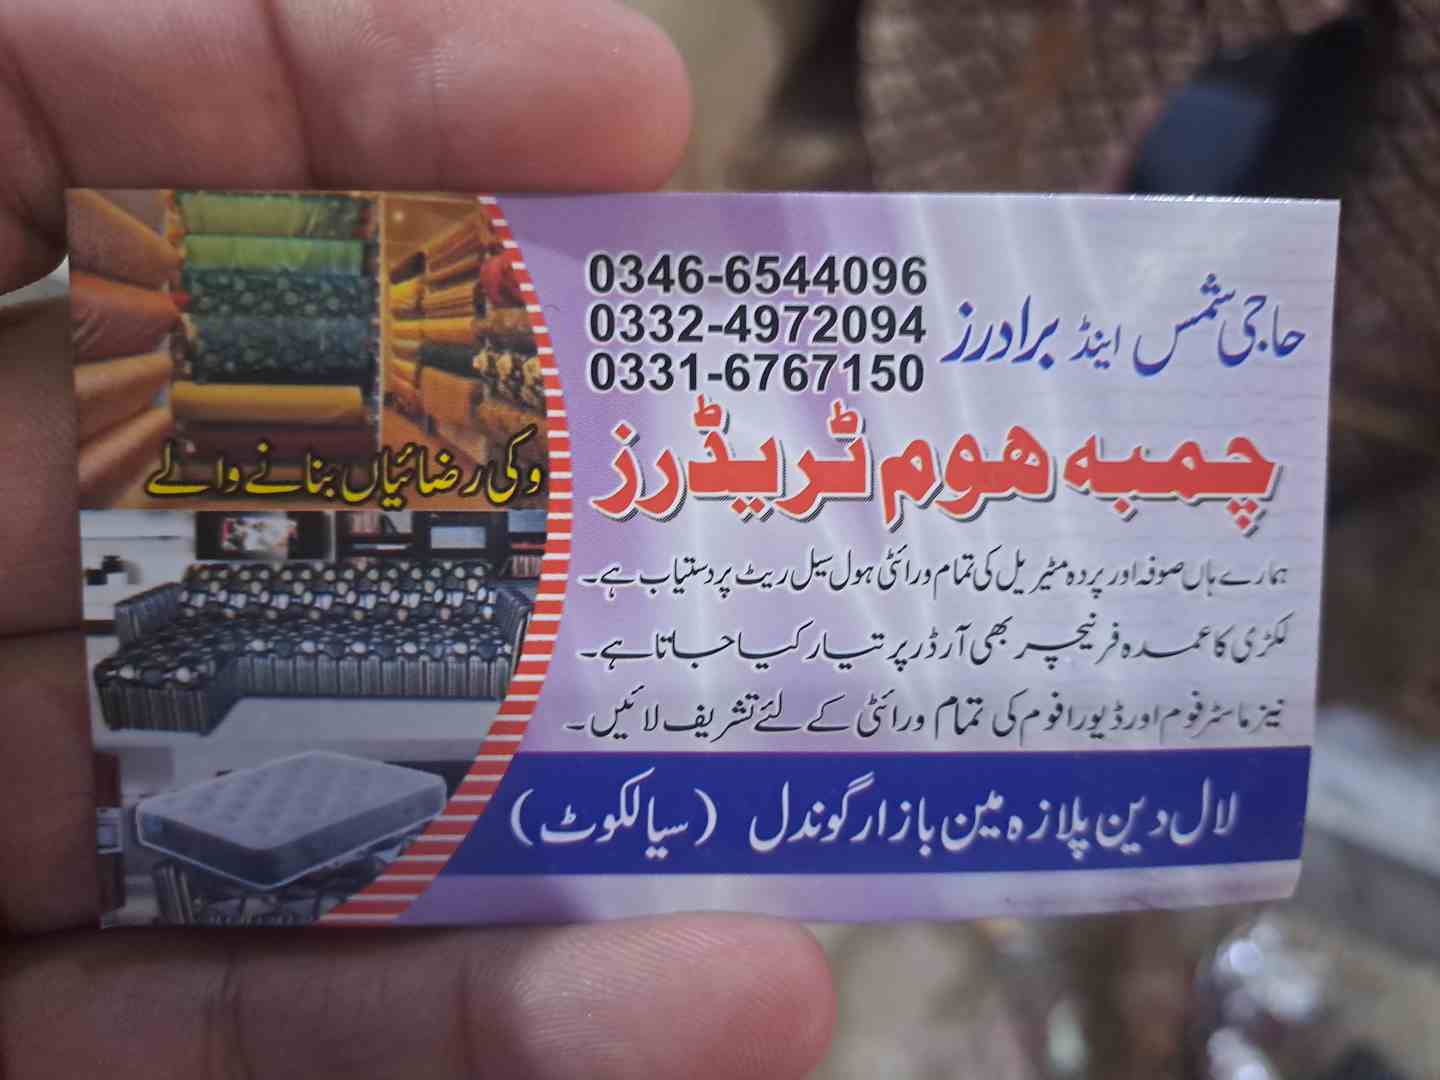 0346-6544096
0332-4972094
0331-6767150
حاجی شمس اینڈ برادرز
چمبہ ھوم ٹریڈرز
وکی رضائیاں بنانے والے
ہمارے ہاں صوفہ اور پردہ مٹیریل کی تمام ورائٹی ہول سیل ریٹ پر دستیاب ہے۔
لکڑی کا عمدہ فرنیچر بھی آرڈر پر تیار کیا جاتا ہے۔
نیز ماسٹر فوم اور ڈیورا فوم کی تمام ورائٹی کے لئے تشریف لائیں۔
لال دین پلازہ مین بازار گوندل (سیالکوٹ)